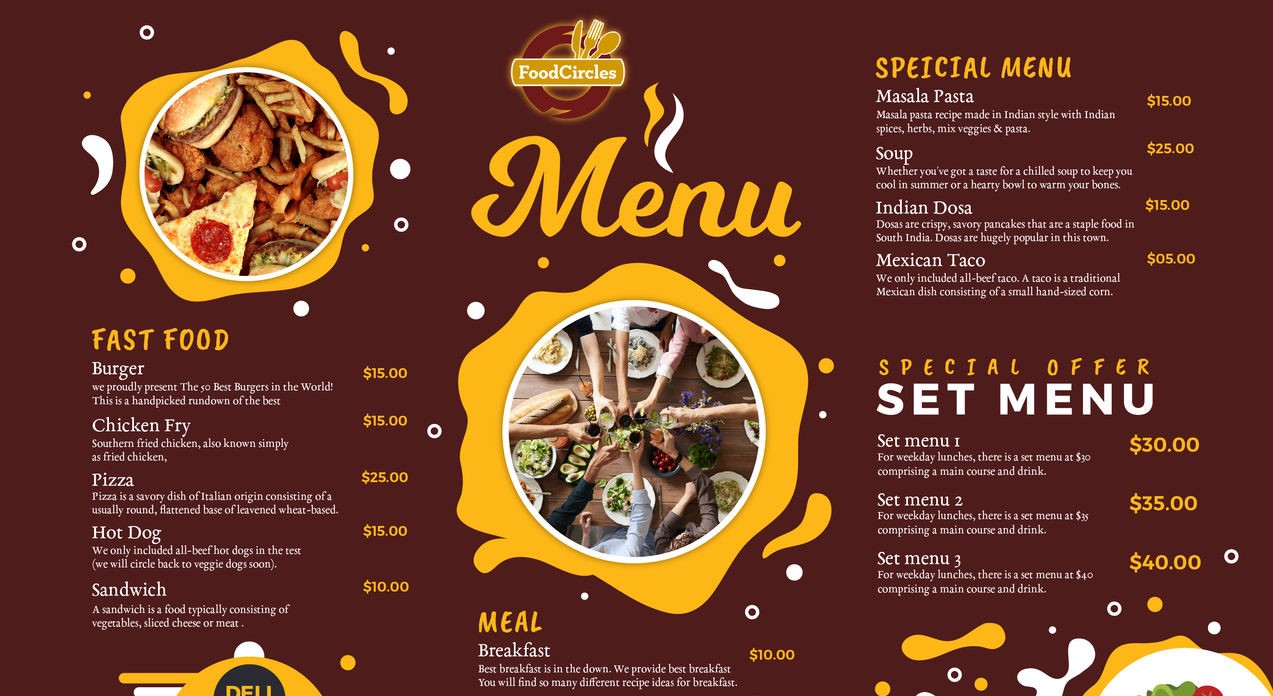 FAST FOOD
Burger
$15.00
we proudly present The 50 Best Burgers in the World!
This is a handpicked rundown of the best
Chicken Fry
$15.00
Southern fried chicken, also known simply
as fried chicken,
Pizza
$25.00
Pizza is a savory dish of Italian origin consisting of a
usually round, flattened base of leavened wheat-based.
Hot Dog
$15.00
We only included all-beef hot dogs in the test
(we will circle back to veggie dogs soon).
Sandwich
$10.00
A sandwich is a food typically consisting of
vegetables, sliced cheese or meat .
DELI
FoodCircles
Menu
MEAL
Breakfast
$10.00
Best breakfast is in the down. We provide best breakfast
You will find so many different recipe ideas for breakfast.
SPEICIAL MENU
Masala Pasta
$15.00
Masala pasta recipe made in Indian style with Indian
spices, herbs, mix veggies & pasta.
Soup
$25.00
Whether you've got a taste for a chilled soup to keep you
cool in summer or a hearty bowl to warm your bones.
Indian Dosa
$15.00
Dosas are crispy, savory pancakes that are a staple food in
South India. Dosas are hugely popular in this town.
Mexican Taco
$05.00
We only included all-beef taco. A taco is a traditional
Mexican dish consisting of a small hand-sized corn.
SPECIAL OFFER
SET MENU
Set menu 1
$30.00
For weekday lunches, there is a set menu at $30
comprising a main course and drink.
Set menu 2
$35.00
For weekday lunches, there is a set menu at $35
comprising a main course and drink.
Set menu 3
$40.00
For weekday lunches, there is a set menu at $40
comprising a main course and drink.